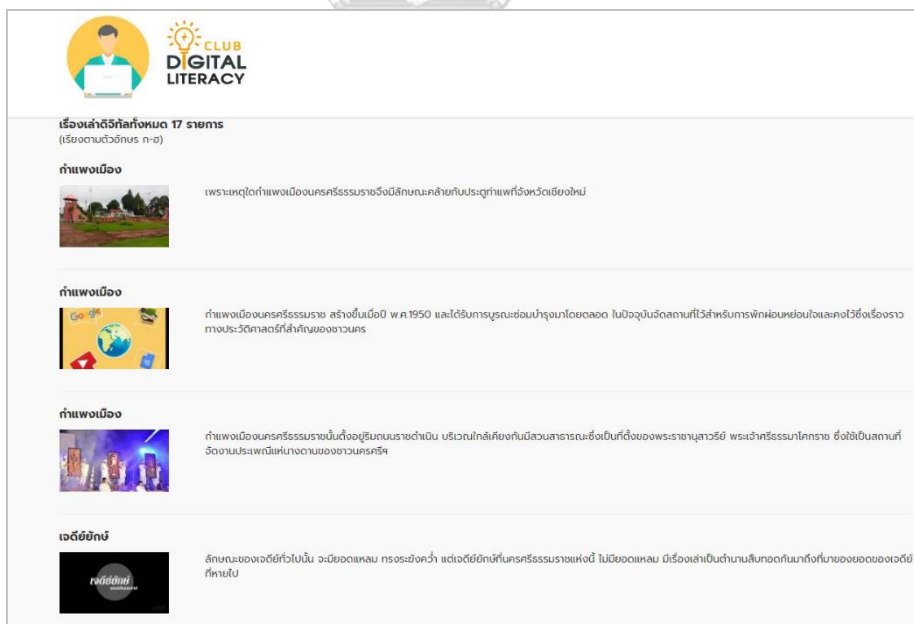 CLUB
DIGITAL
LITERACY
เรื่องเล่าดิจิทัลทั้งหมด 17 รายการ
(เรียงตามตัวอักษร ก-ฮ)
กำแพงเมือง
เพราะเหตุใดกำแพงเมืองนครศรีธรรมราชจึงมีลักษณะคล้ายกับประตูท่าแพที่จังหวัดเชียงใหม่
กำแพงเมือง
Google
กำแพงเมืองนครศรีธรรมราช สร้างขึ้นเมื่อปี พ.ศ.1950 และได้รับการบูรณะซ่อมบำรุงมาโดยตลอด ในปัจจุบันจัดสถานที่ไว้สำหรับการพักผ่อนหย่อนใจและคงไว้ซึ่งเรื่องราว
ทางประวัติศาสตร์ที่สำคัญของชาวนคร
กำแพงเมือง
กำแพงเมืองนครศรีธรรมราชนั้นตั้งอยู่ริมถนนราชดำเนิน บริเวณใกล้เคียงกันมีสวนสาธารณะซึ่งเป็นที่ตั้งของพระราชานุสาวรีย์ พระเจ้าศรีธรรมาโศกราช ซึ่งใช้เป็นสถานที่
จัดงานประเพณีแห่นางดานของชาวนครศรีฯ
เจดีย์ยักษ์
เจดีย์ยักษ์
ลักษณะของเจดีย์ทั่วไปนั้น จะมียอดแหลม ทรงระฆังคว่ำ แต่เจดีย์ยักษ์ที่นครศรีธรรมราชแห่งนี้ ไม่มียอดแหลม มีเรื่องเล่าเป็นตำนานสืบทอดกันมาถึงที่มาของยอดของเจดีย์
ที่หายไป